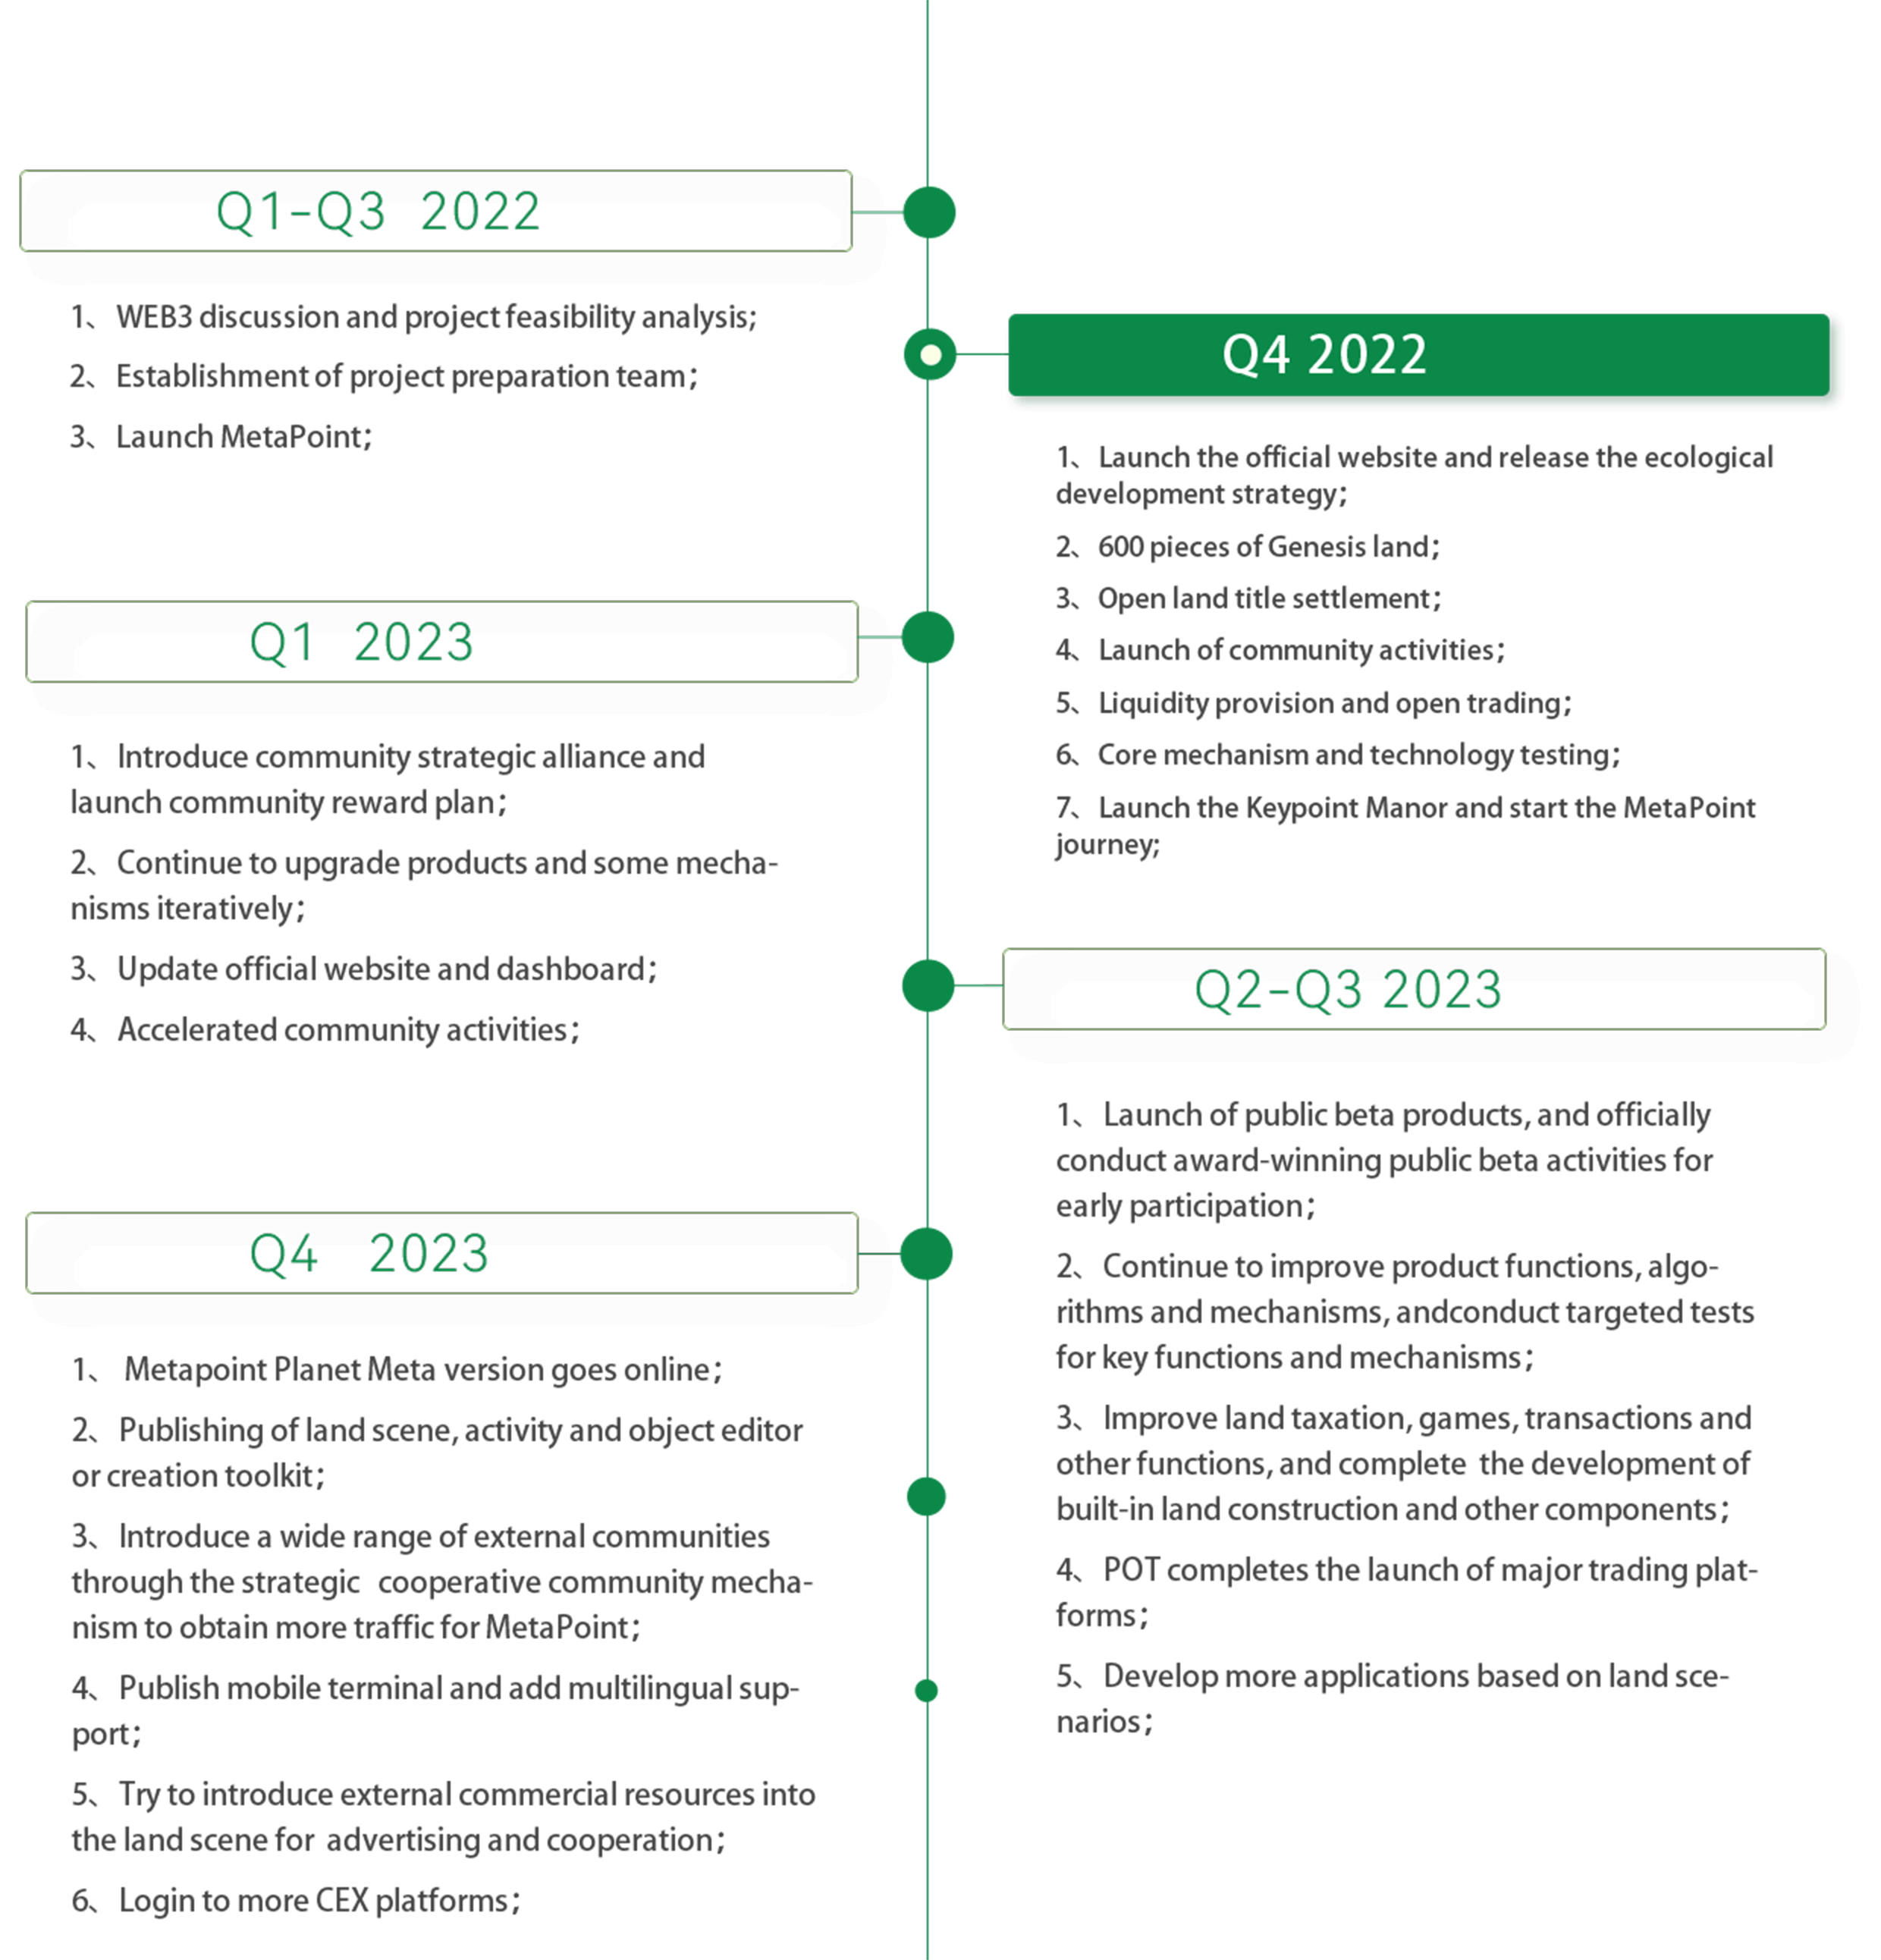 Q1-Q3 2022
1、WEB3 discussion and project feasibility analysis;
2、Establishment of project preparation team;
3、Launch MetaPoint;
Q4 2022
1、Launch the official website and release the ecological
development strategy;
2、600 pieces of Genesis land;
3、Open land title settlement;
4、Launch of community activities;
5、Liquidity provision and open trading;
6、Core mechanism and technology testing;
7、Launch the Keypoint Manor and start the MetaPoint
journey;
Q1 2023
1、Introduce community strategic alliance and
launch community reward plan;
2、Continue to upgrade products and some mecha-
nisms iteratively;
3、Update official website and dashboard;
4、Accelerated community activities;
Q2-Q3 2023
1、Launch of public beta products, and officially
conduct award-winning public beta activities for
early participation;
2、Continue to improve product functions, algo-
rithms and mechanisms, andconduct targeted tests
for key functions and mechanisms;
3、Improve land taxation, games, transactions and
other functions, and complete the development of
built-in land construction and other components;
4、POT completes the launch of major trading plat-
forms;
5、Develop more applications based on land sce-
narios;
Q4 2023
1、Metapoint Planet Meta version goes online;
2、Publishing of land scene, activity and object editor
or creation toolkit;
3、Introduce a wide range of external communities
through the strategic cooperative community mecha-
nism to obtain more traffic for MetaPoint;
4、Publish mobile terminal and add multilingual sup-
port;
5、Try to introduce external commercial resources into
the land scene for advertising and cooperation;
6、Login to more CEX platforms;